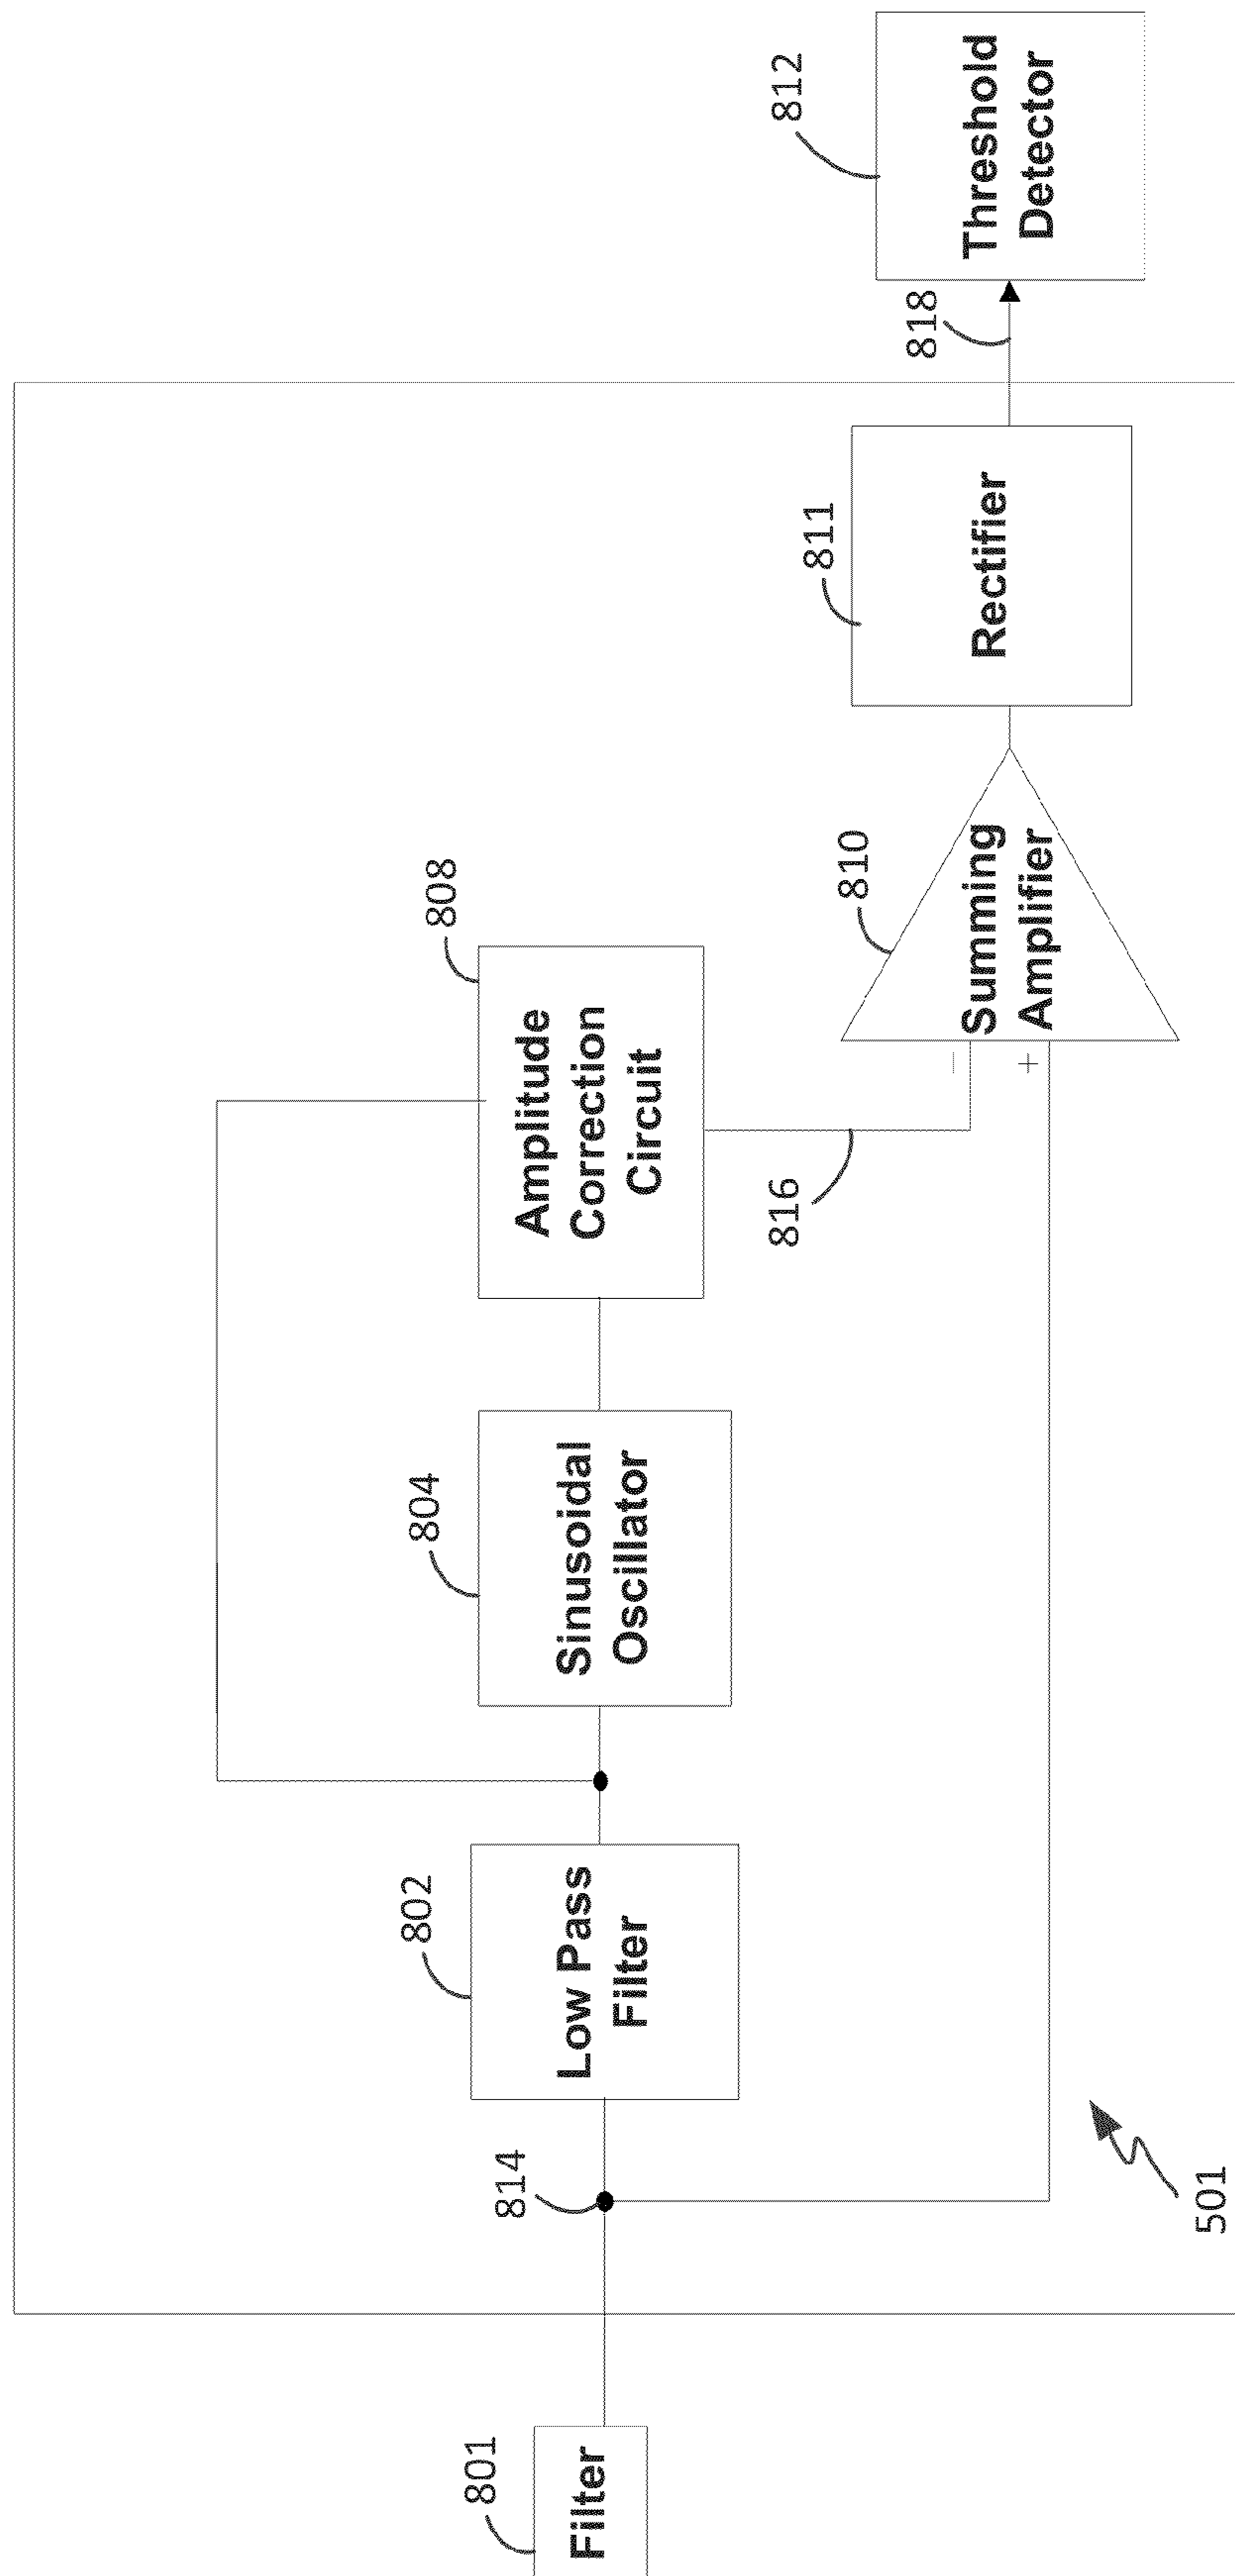 801
Filter
814
802
Low Pass
Filter
804
Sinusoidal
Oscillator
808
Amplitude
Correction
Circuit
816
−
+
810
Summing
Amplifier
811
Rectifier
818
812
Threshold
Detector
501